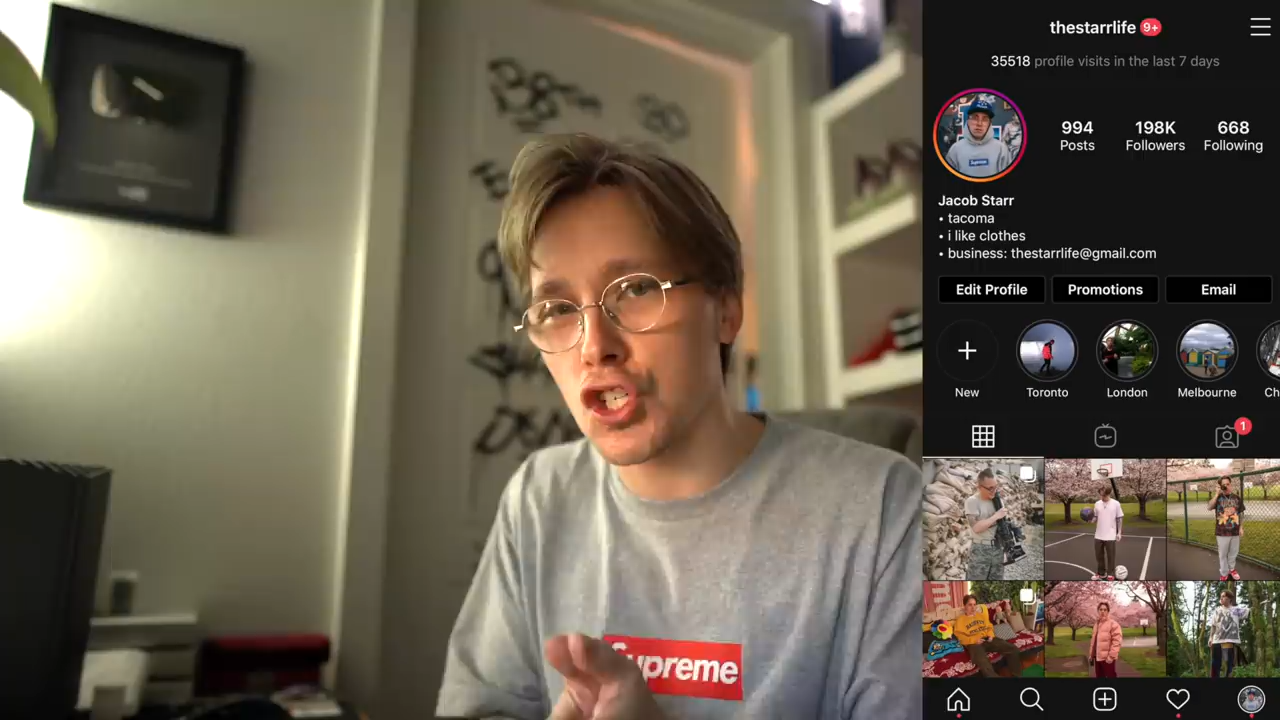 Supreme
thestarrlife 9+
35518 profile visits in the last 7 days
994 198K 668
Posts Followers Following
Jacob Starr
• tacoma
• i like clothes
• business: thestarrlife@gmail.com
Edit Profile Promotions Email
New Toronto London Melbourne Ch
1